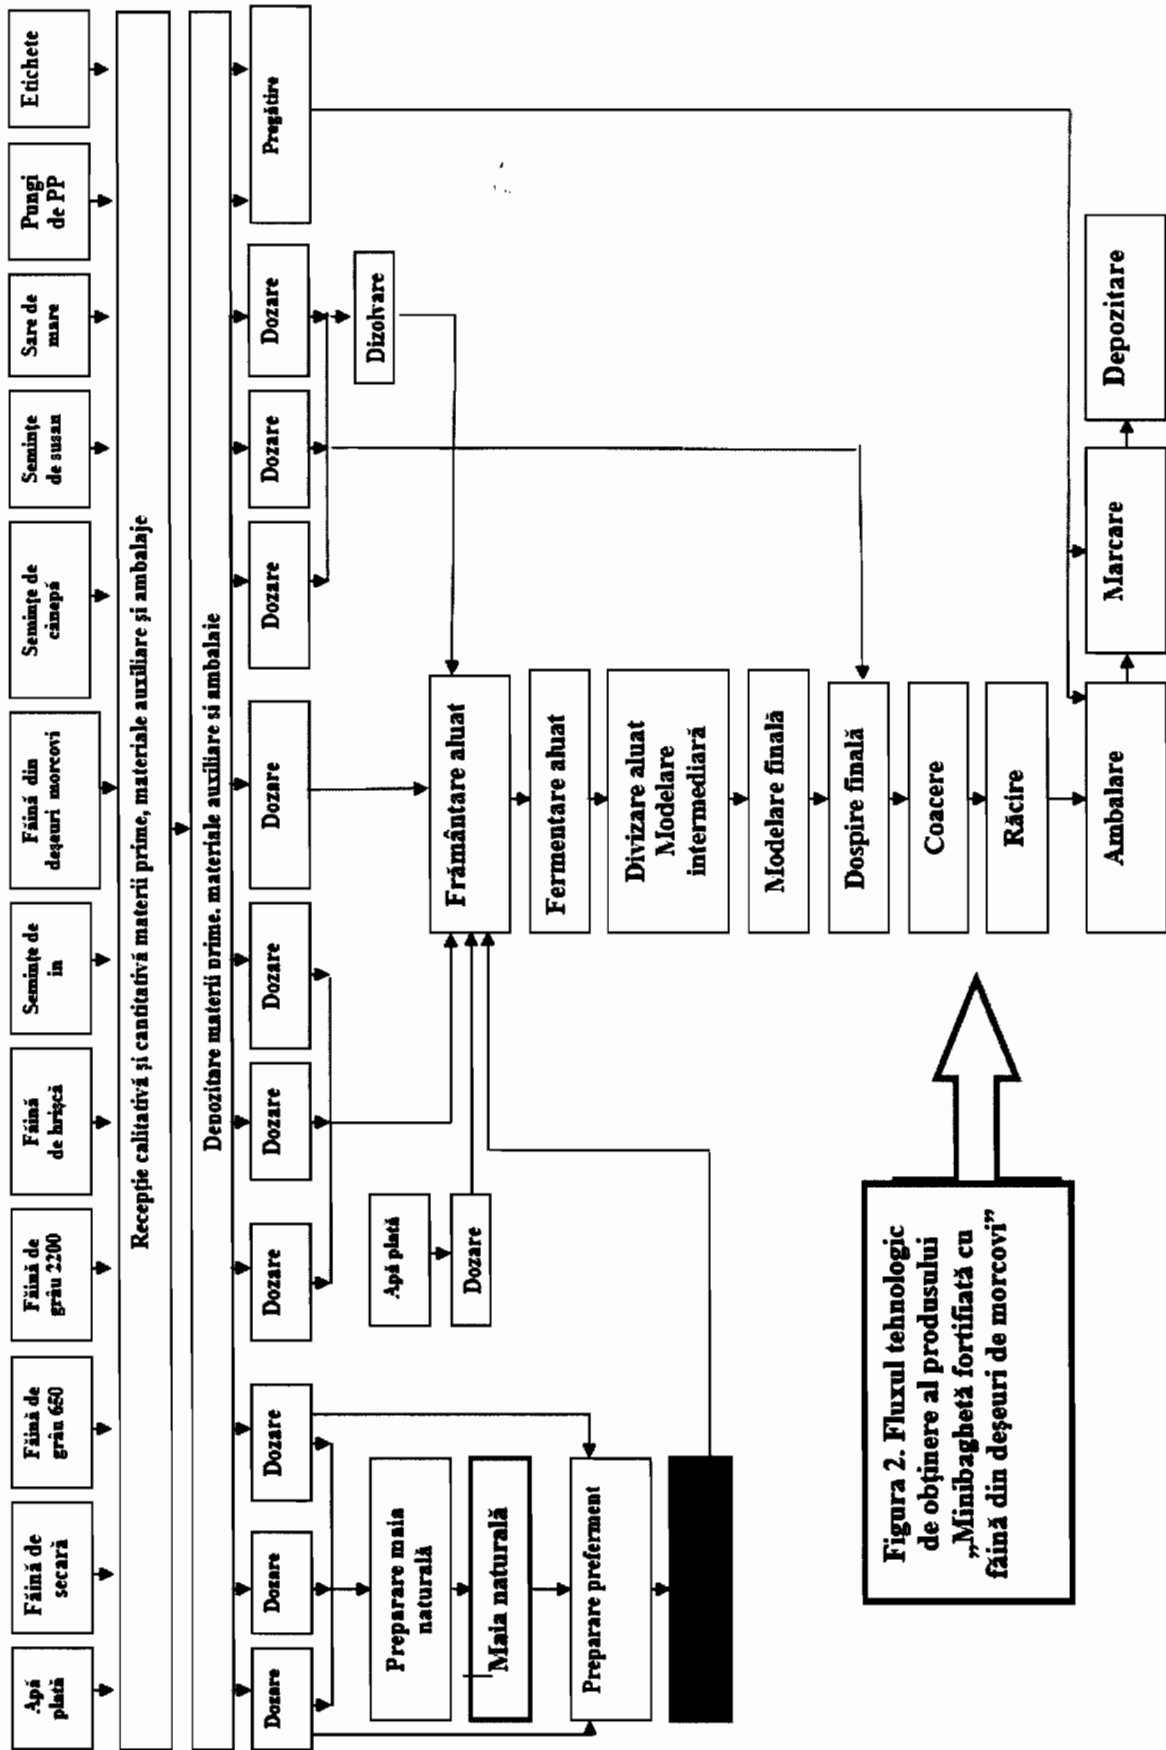 Apă
plată
Făină de
secară
Făină de
grâu 650
Făină de
grâu 2200
Făină
de hrișcă
Semințe de
in
Făină din
deșeuri morcovi
Semințe de
cânepă
Semințe
de susan
Sare de
mare
Pungi
de PP
Etichete
Recepție calitativă și cantitativă materii prime, materiale auxiliare și ambalaje
Depozitare materii prime, materiale auxiliare si ambalaje
Dozare
Dozare
Dozare
Dozare
Dozare
Dozare
Dozare
Dozare
Dozare
Dozare
Pregătire
Preparare maia
naturală
Maia naturală
Preparare preferment
Apă plată
Dozare
Dizolvare
Frământare aluat
Fermentare aluat
Divizare aluat
Modelare
intermediară
Modelare finală
Dospire finală
Coacere
Răcire
Ambalare
Marcare
Depozitare
Figura 2. Fluxul tehnologic
de obținere al produsului
„Minibaghetă fortifiată cu
făină din deșeuri de morcovi”